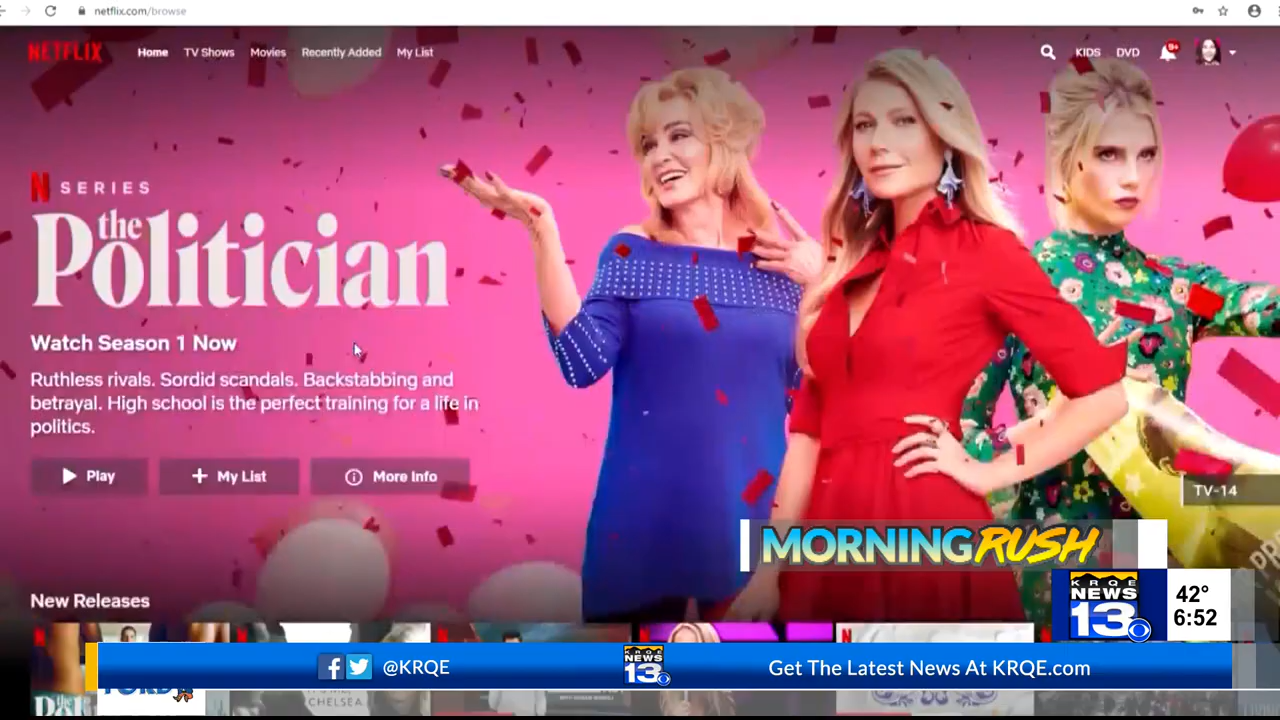 netflix.com/browse
NETFLIX
Home TV Shows Movies Recently Added My List
KIDS DVD
9+
N SERIES
the
Politician
Watch Season 1 Now
Ruthless rivals. Sordid scandals. Backstabbing and
betrayal. High school is the perfect training for a life in
politics.
Play + My List More Info
TV-14
MORNING RUSH
New Releases
KRQE
NEWS
13
42°
6:52
@KRQE
KRQE
NEWS
13
Get The Latest News At KRQE.com
CHELSEA